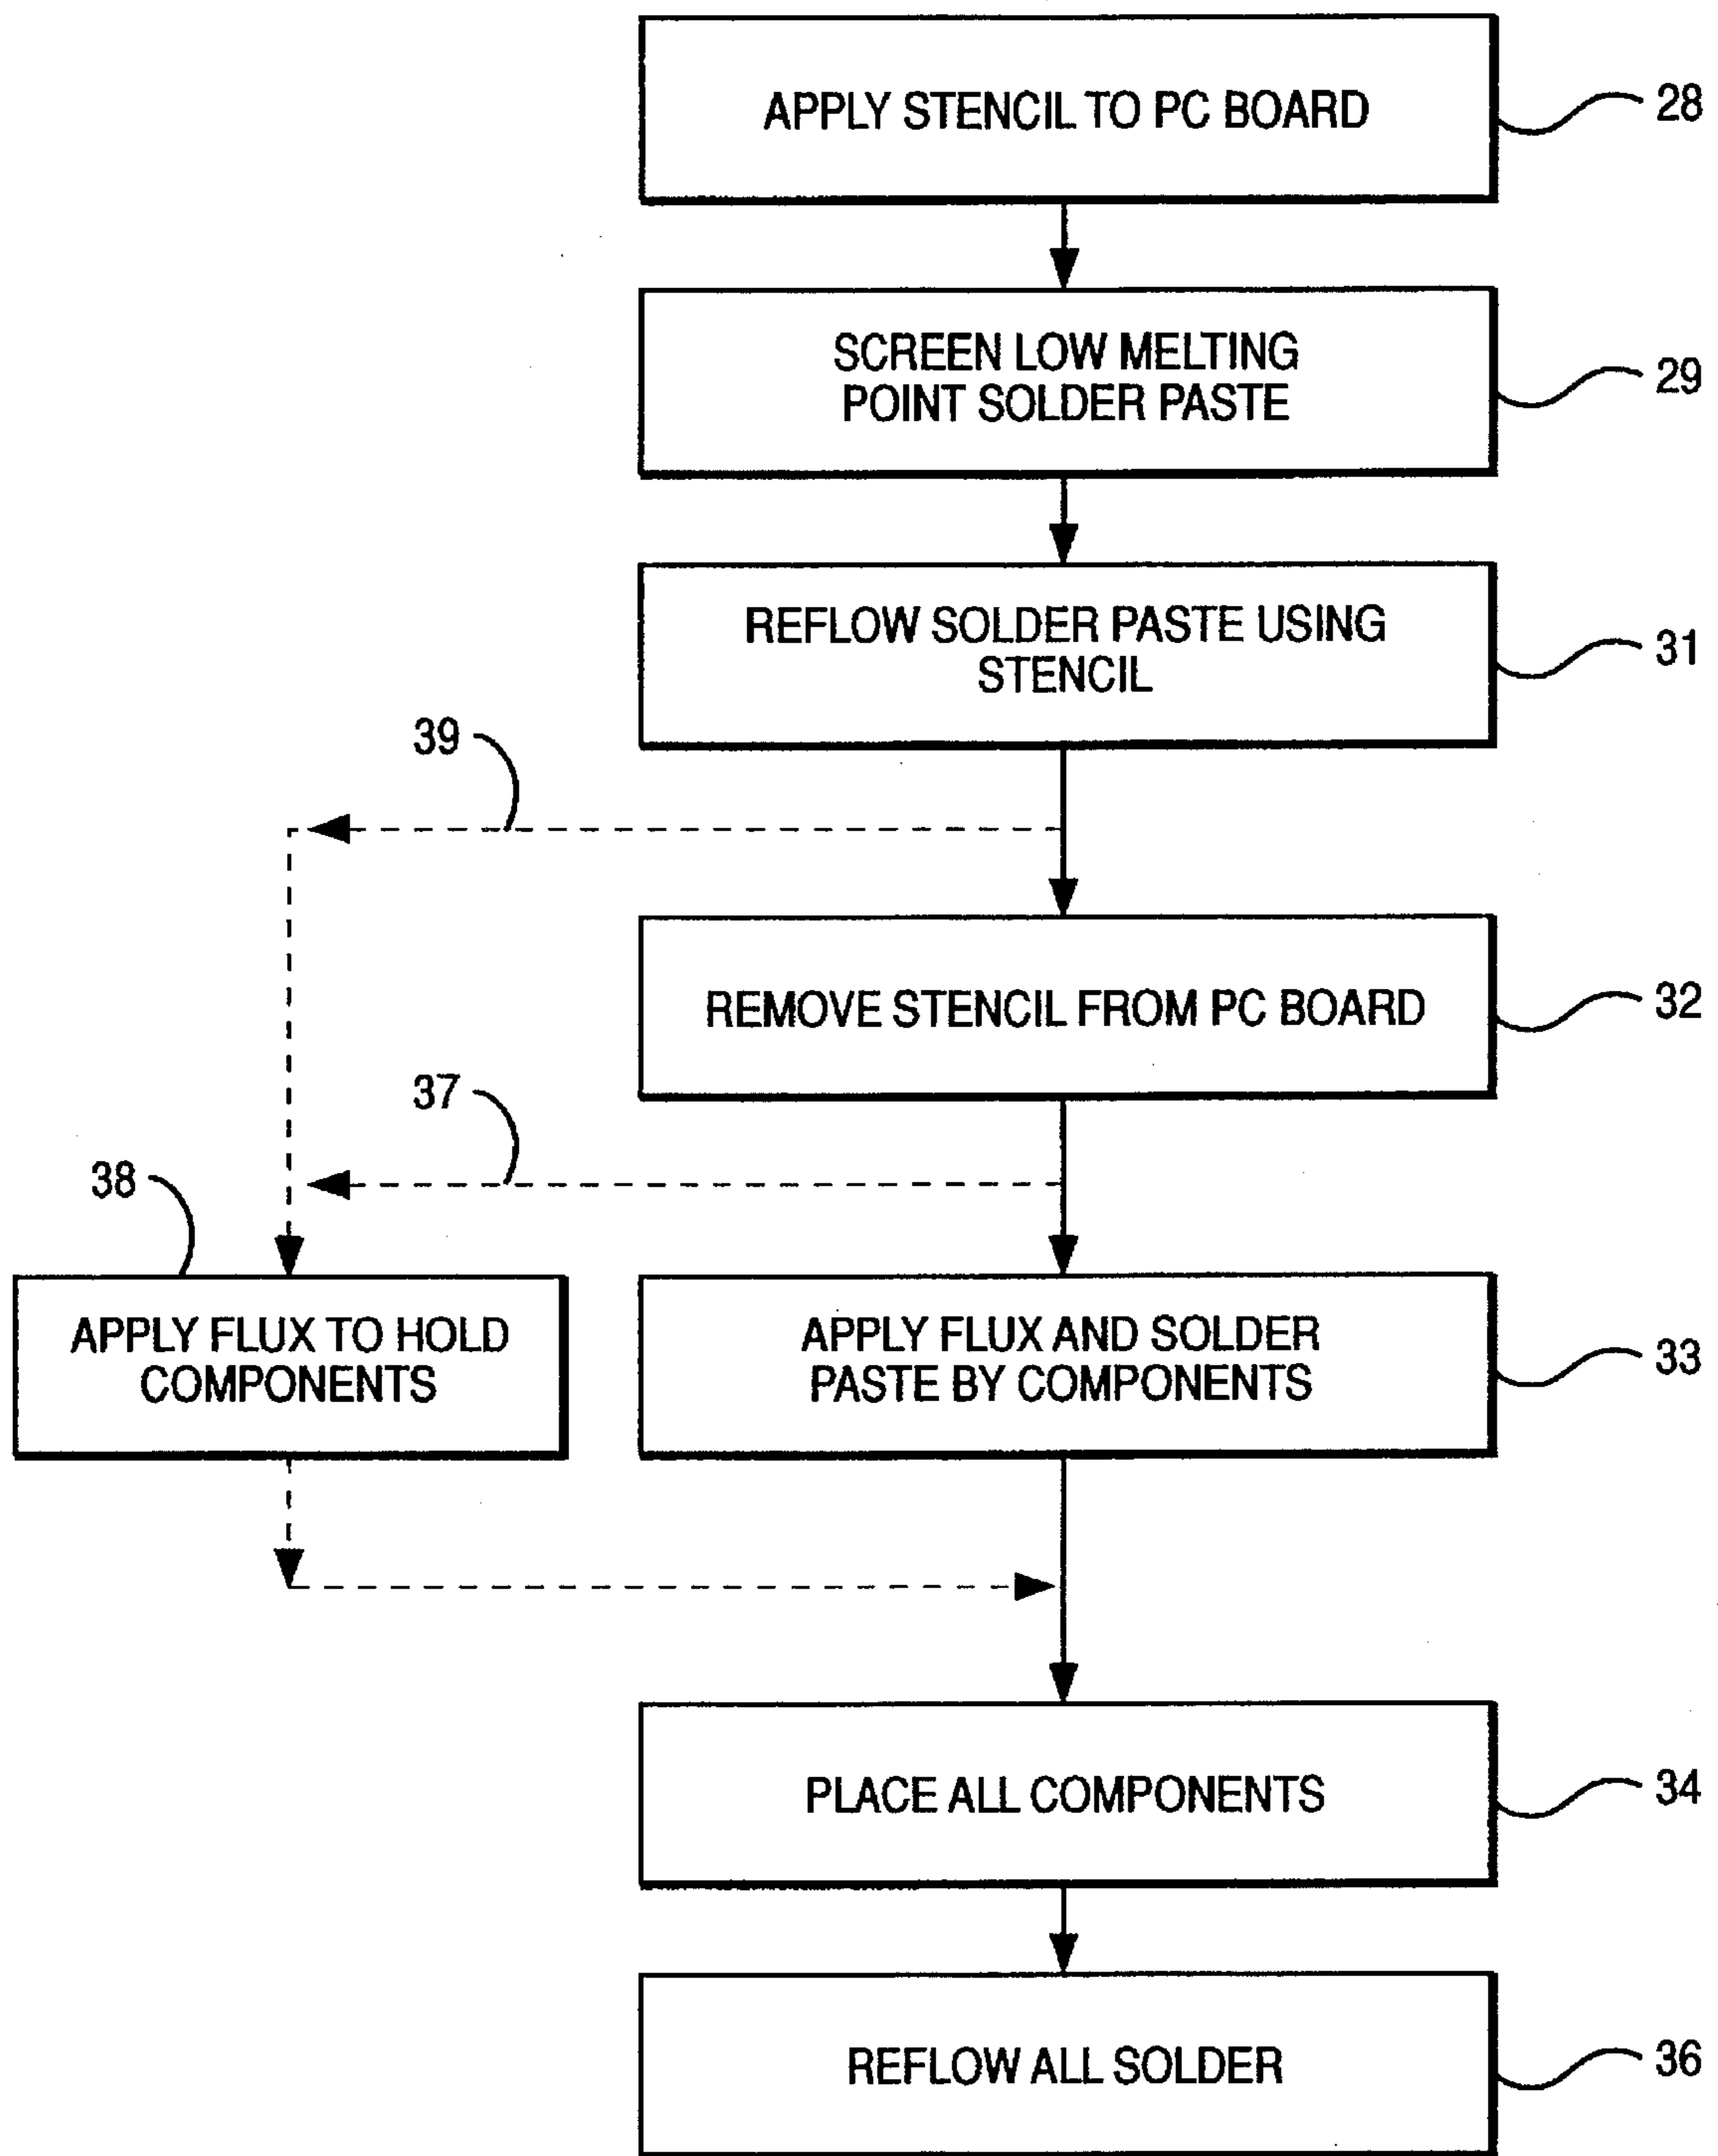 APPLY STENCIL TO PC BOARD
28
SCREEN LOW MELTING
POINT SOLDER PASTE
29
REFLOW SOLDER PASTE USING
STENCIL
31
39
REMOVE STENCIL FROM PC BOARD
32
37
38
APPLY FLUX TO HOLD
COMPONENTS
APPLY FLUX AND SOLDER
PASTE BY COMPONENTS
33
PLACE ALL COMPONENTS
34
REFLOW ALL SOLDER
36